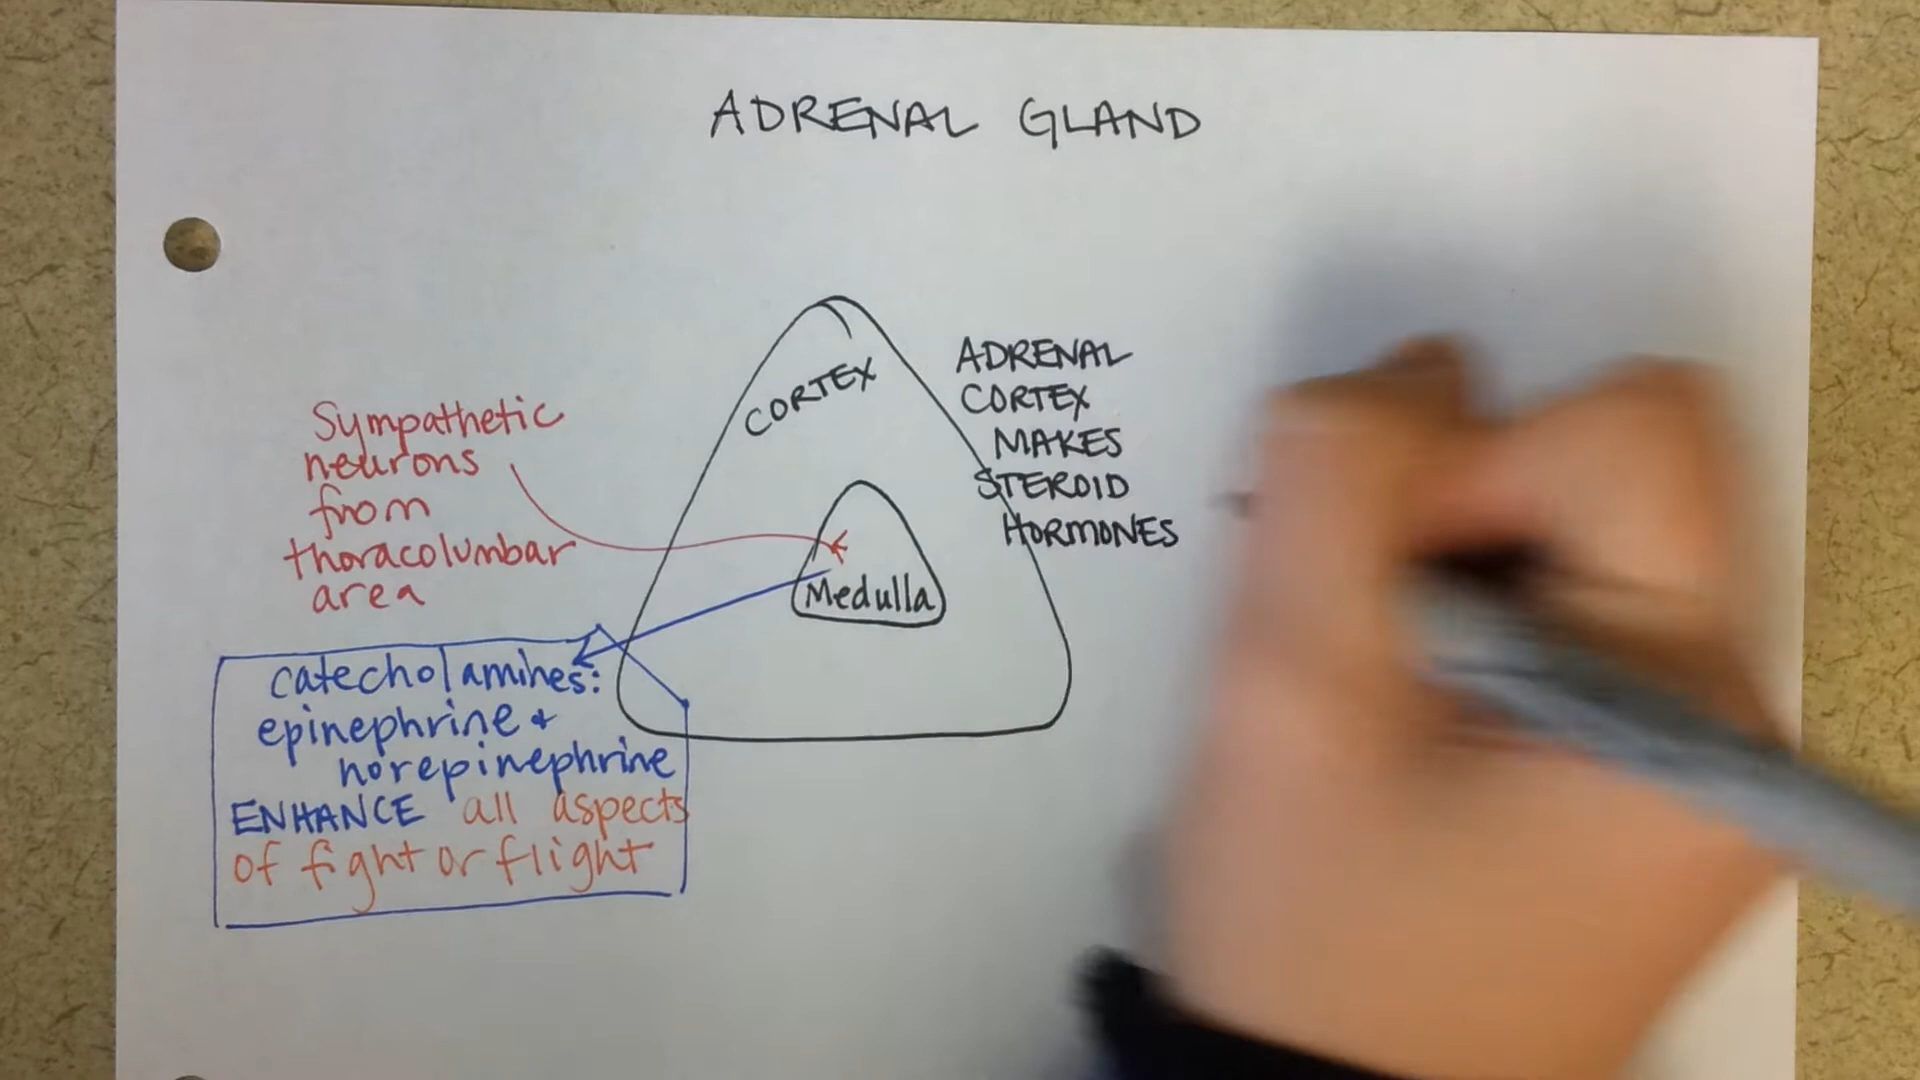 ADRENAL GLAND
CORTEX
ADRENAL
CORTEX
MAKES
STEROID
HORMONES
Sympathetic
neurons
from
thoracolumbar
area
Medulla
catecholamines:
epinephrine +
norepinephrine
ENHANCE all aspects
of fight or flight